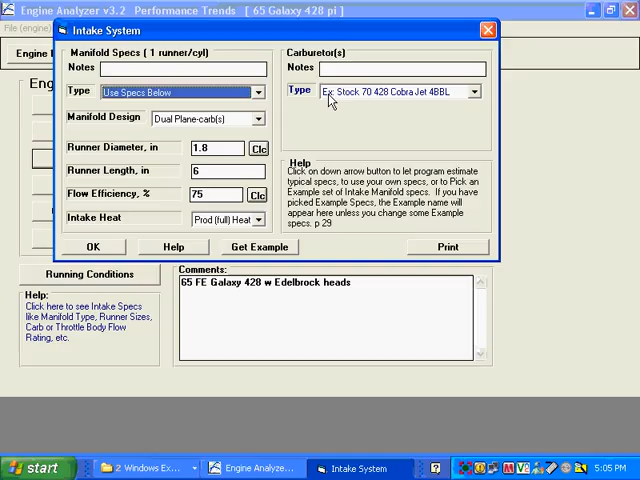 Engine Analyzer v3.2   Performance Trends   [ 65 Galaxy 428 pi ]
File (engine)
Intake System
Engine
Eng
Manifold Specs ( 1 runner/cyl)
Notes
Type
Use Specs Below
Manifold Design
Dual Plane-carb(s)
Runner Diameter, in
1.8
Clc
Runner Length, in
6
Flow Efficiency, %
75
Clc
Intake Heat
Prod (full) Heat
Carburetor(s)
Notes
Type
Ex: Stock 70 428 Cobra Jet 4BBL
Help
Click on down arrow button to let program estimate
typical specs, to use your own specs, or to Pick an
Example set of Intake Manifold specs.  If you have
picked Example Specs, the Example name will
appear here unless you change some Example
specs.  p 29
OK
Help
Get Example
Print
Running Conditions
Help:
Click here to see Intake Specs
like Manifold Type, Runner Sizes,
Carb or Throttle Body Flow
Rating, etc.
Comments:
65 FE Galaxy 428 w Edelbrock heads
start
2 Windows Ex...
Engine Analyze...
Intake System
5:05 PM